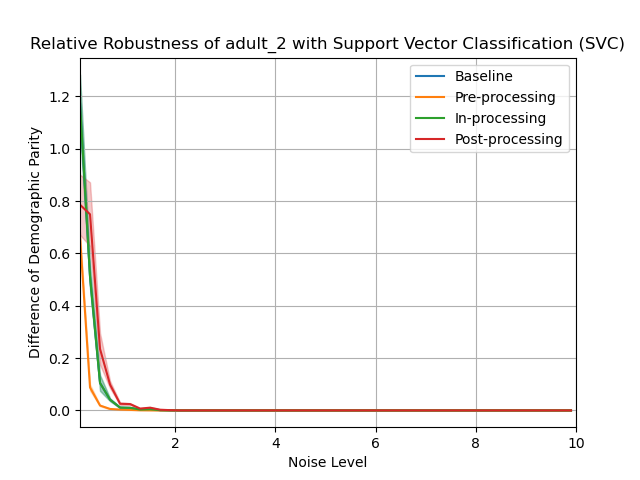 Relative Robustness of adult_2 with Support Vector Classification (SVC)
Baseline
Pre-processing
In-processing
Post-processing
Difference of Demographic Parity
1.2
1.0
0.8
0.6
0.4
0.2
0.0
2
4
6
8
10
Noise Level